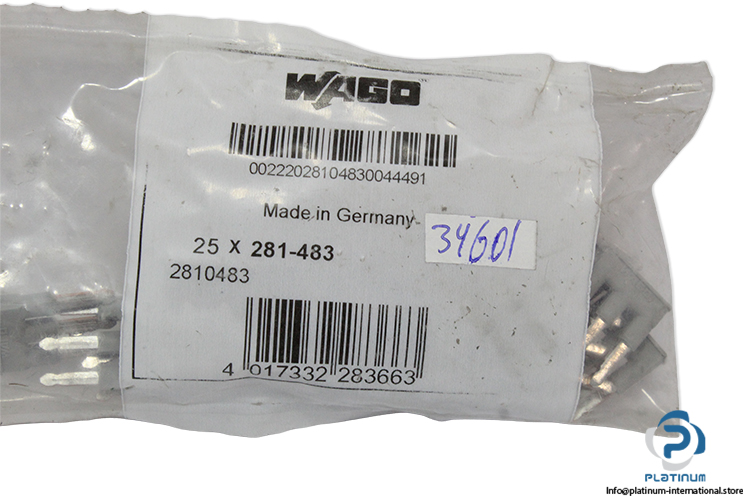 WAGO
00222028104830044491
Made in Germany
34601
25 X 281-483
2810483
4 017332 283663
PLATINUM
Info@platinum-international.store